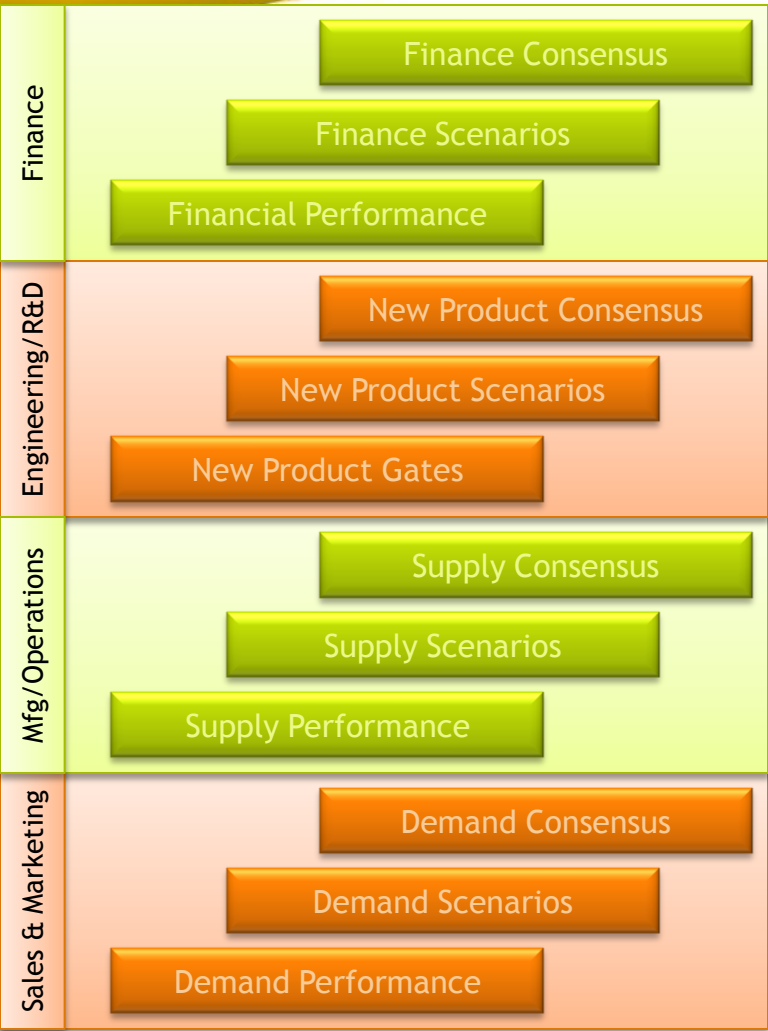 Finance
Finance Consensus
Finance Scenarios
Financial Performance
Engineering/R&D
New Product Consensus
New Product Scenarios
New Product Gates
Mfg/Operations
Supply Consensus
Supply Scenarios
Supply Performance
Sales & Marketing
Demand Consensus
Demand Scenarios
Demand Performance